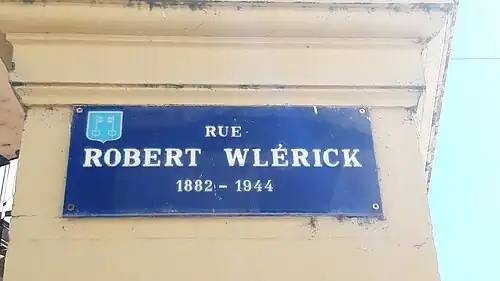 RUE
ROBERT WLÉRICK
1882 - 1944